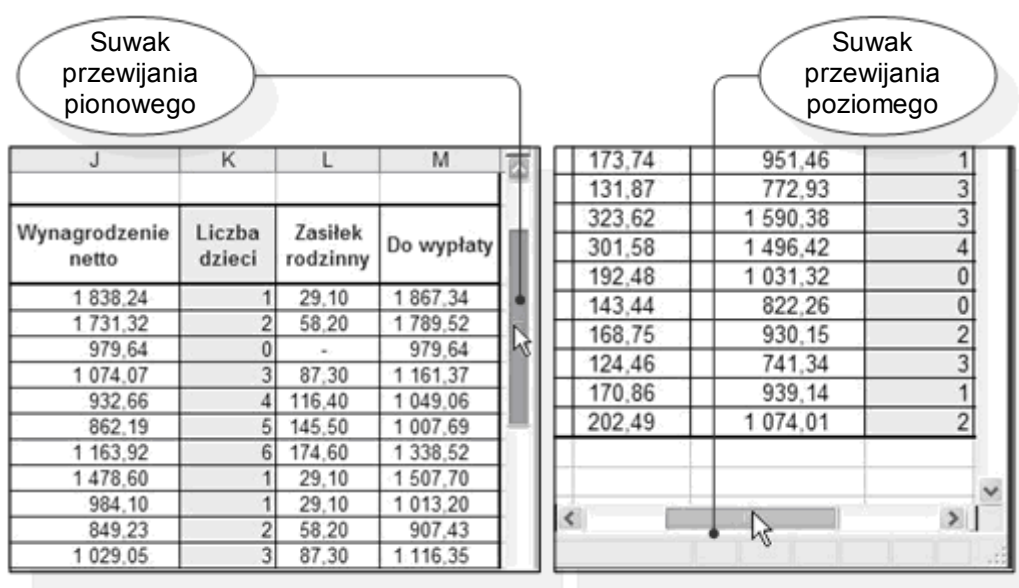 Suwak
przewijania
pionowego
Suwak
przewijania
poziomego
J K L M
Wynagrodzenie netto Liczba dzieci Zasiłek rodzinny Do wypłaty
1 838,24 1 29,10 1 867,34
1 731,32 2 58,20 1 789,52
979,64 0 - 979,64
1 074,07 3 87,30 1 161,37
932,66 4 116,40 1 049,06
862,19 5 145,50 1 007,69
1 163,92 6 174,60 1 338,52
1 478,60 1 29,10 1 507,70
984,10 1 29,10 1 013,20
849,23 2 58,20 907,43
1 029,05 3 87,30 1 116,35
173,74 951,46 1
131,87 772,93 3
323,62 1 590,38 3
301,58 1 496,42 4
192,48 1 031,32 0
143,44 822,26 0
168,75 930,15 2
124,46 741,34 3
170,86 939,14 1
202,49 1 074,01 2